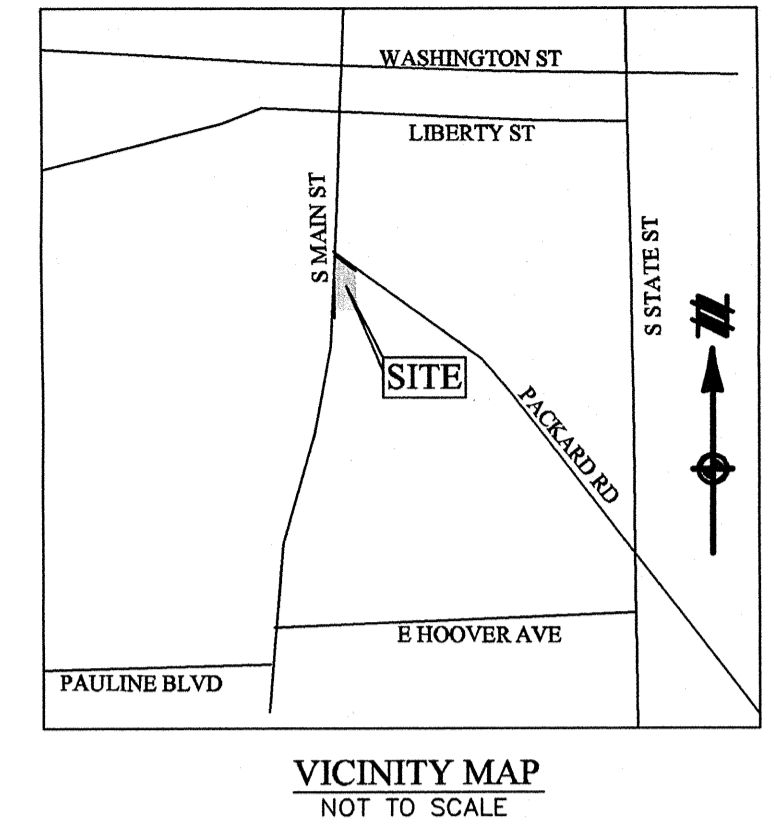 WASHINGTON ST
LIBERTY ST
S MAIN ST
S STATE ST
SITE
PACKARD RD
E HOOVER AVE
PAULINE BLVD
VICINITY MAP
NOT TO SCALE